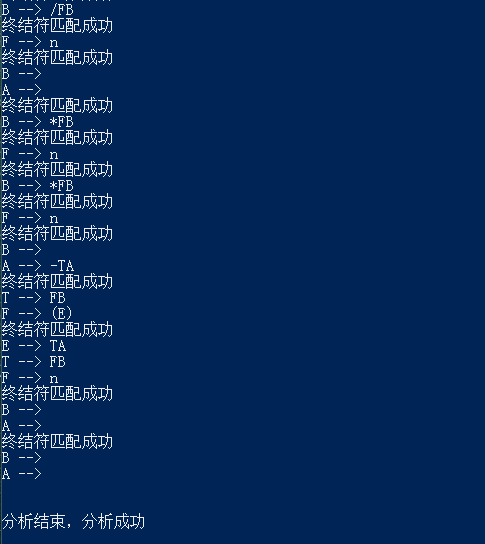 B --> /FB
终结符匹配成功
F --> n
终结符匹配成功
B -->
A -->
终结符匹配成功
B --> *FB
终结符匹配成功
F --> n
终结符匹配成功
B --> *FB
终结符匹配成功
F --> n
终结符匹配成功
B -->
A --> -TA
终结符匹配成功
T --> FB
F --> (E)
终结符匹配成功
E --> TA
T --> FB
F --> n
终结符匹配成功
B -->
A -->
终结符匹配成功
B -->
A -->
分析结束，分析成功